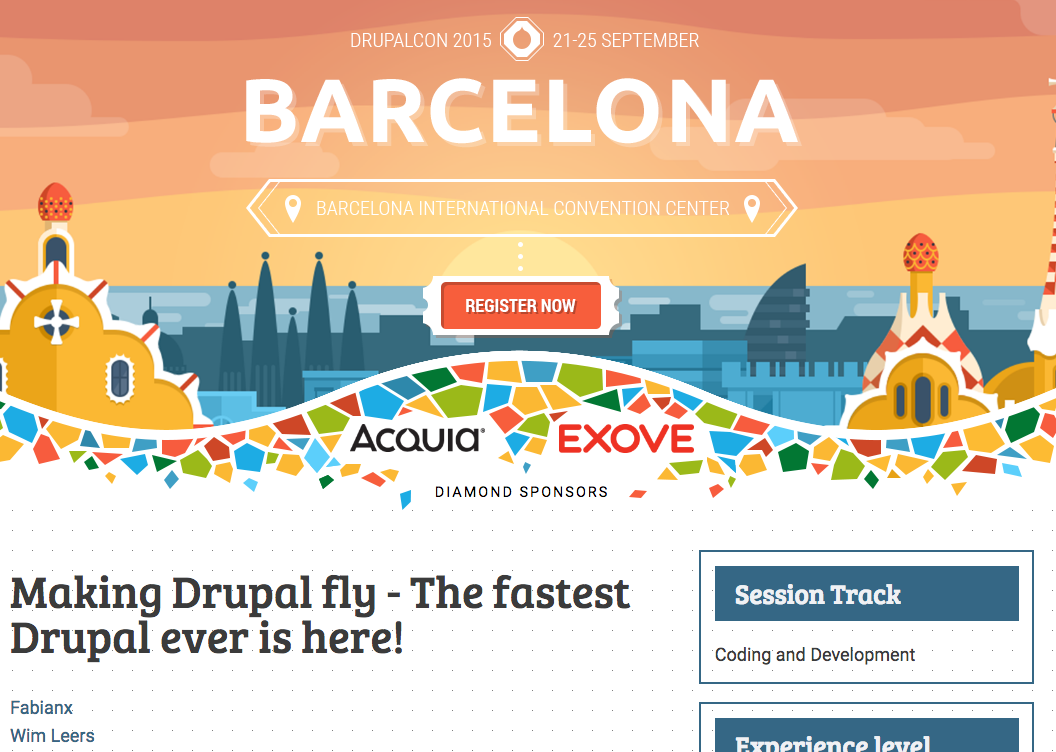 DRUPALCON 2015 21-25 SEPTEMBER
BARCELONA
BARCELONA INTERNATIONAL CONVENTION CENTER
REGISTER NOW
ACQUIA® EXOVE
DIAMOND SPONSORS
Making Drupal fly - The fastest
Drupal ever is here!
Fabianx
Wim Leers
Session Track
Coding and Development
Experience level